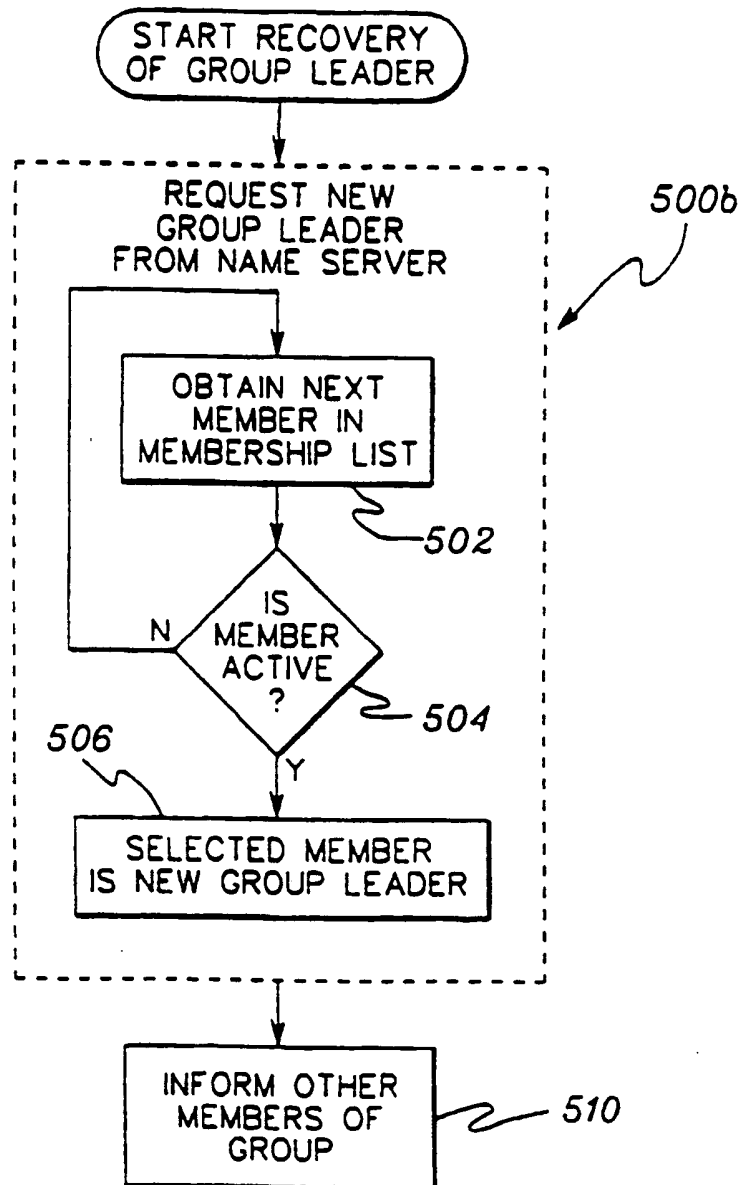 START RECOVERY
OF GROUP LEADER
REQUEST NEW
GROUP LEADER
FROM NAME SERVER
500b
OBTAIN NEXT
MEMBER IN
MEMBERSHIP LIST
502
IS
MEMBER
ACTIVE
?
N
504
Y
506
SELECTED MEMBER
IS NEW GROUP LEADER
INFORM OTHER
MEMBERS OF
GROUP
510